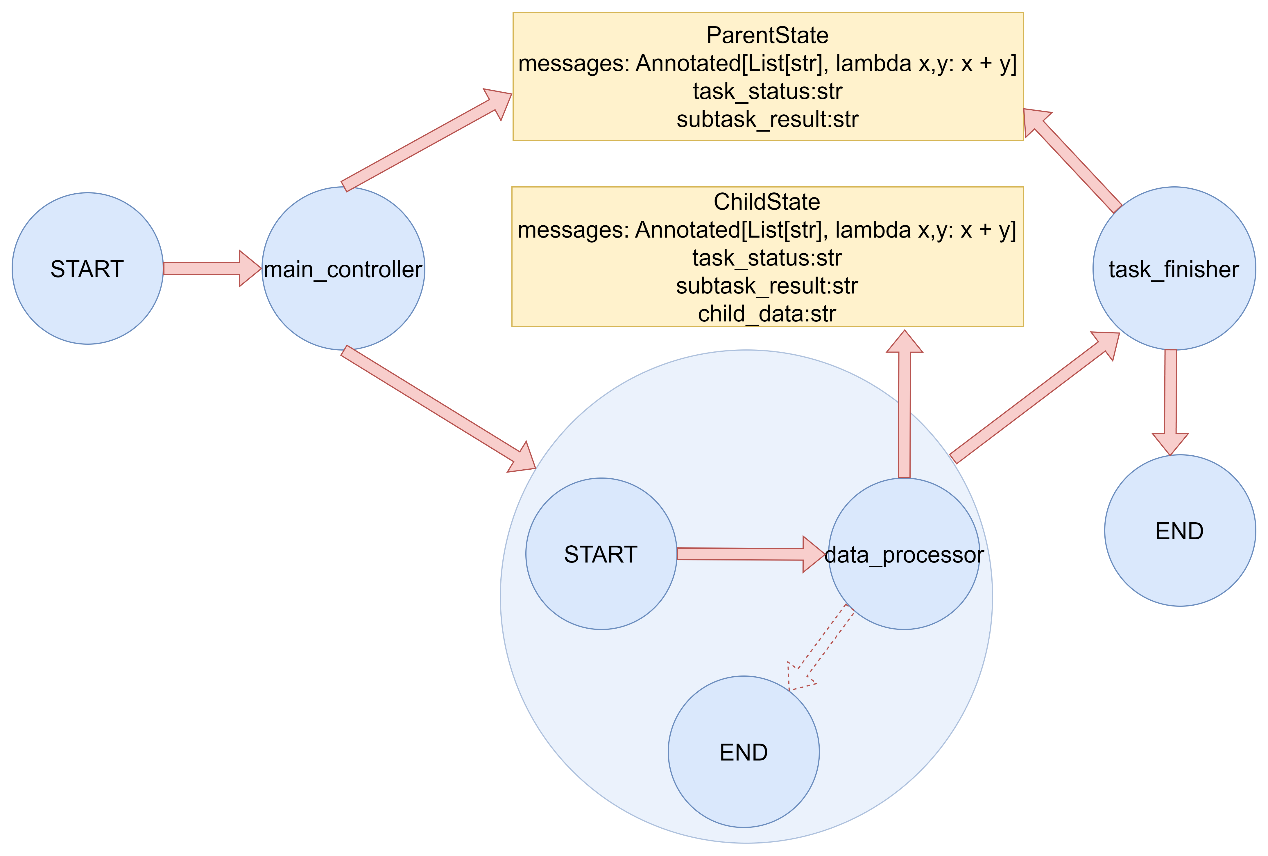 ParentState
messages: Annotated[List[str], lambda x,y: x + y]
task_status:str
subtask_result:str
ChildState
messages: Annotated[List[str], lambda x,y: x + y]
task_status:str
subtask_result:str
child_data:str
START
main_controller
task_finisher
START
data_processor
END
END